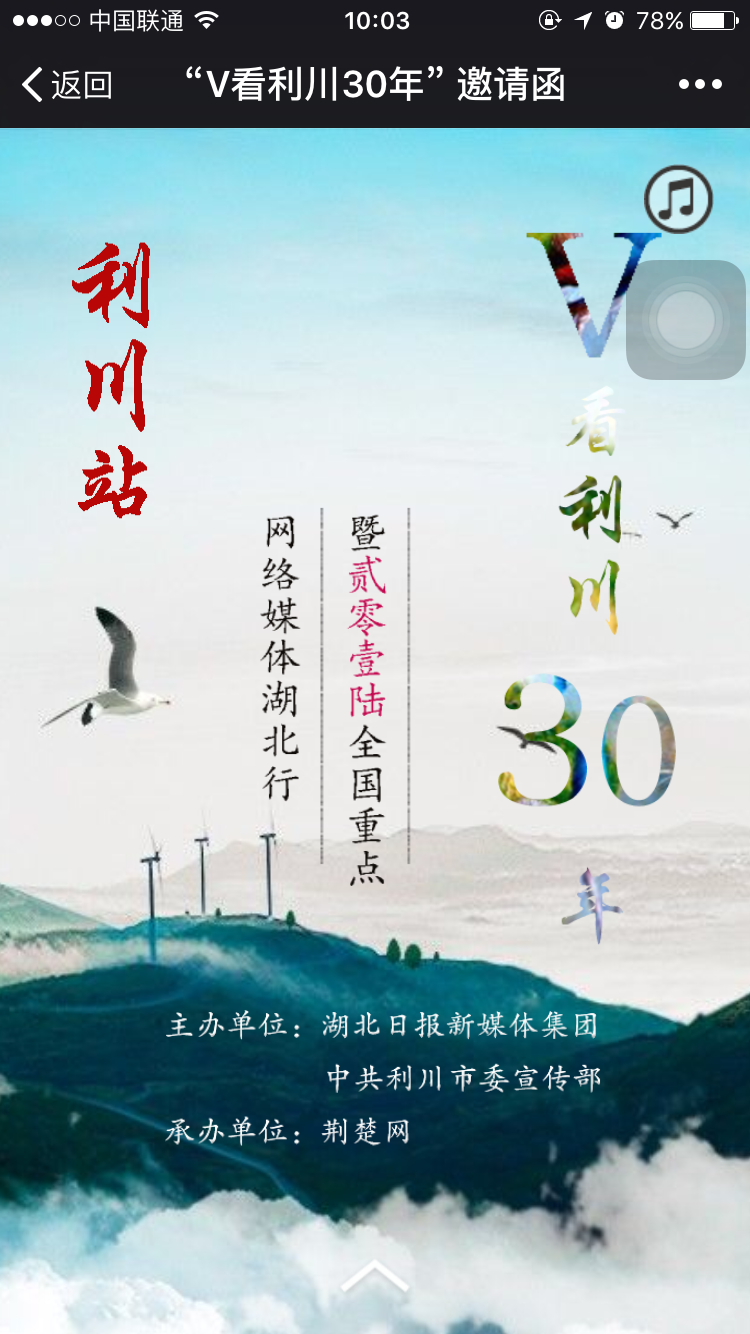 中国联通 10:03 78%
返回 “V看利川30年” 邀请函
V看利川30年
暨贰零壹陆全国重点
网络媒体湖北行
利川站
主办单位：湖北日报新媒体集团
中共利川市委宣传部
承办单位：荆楚网